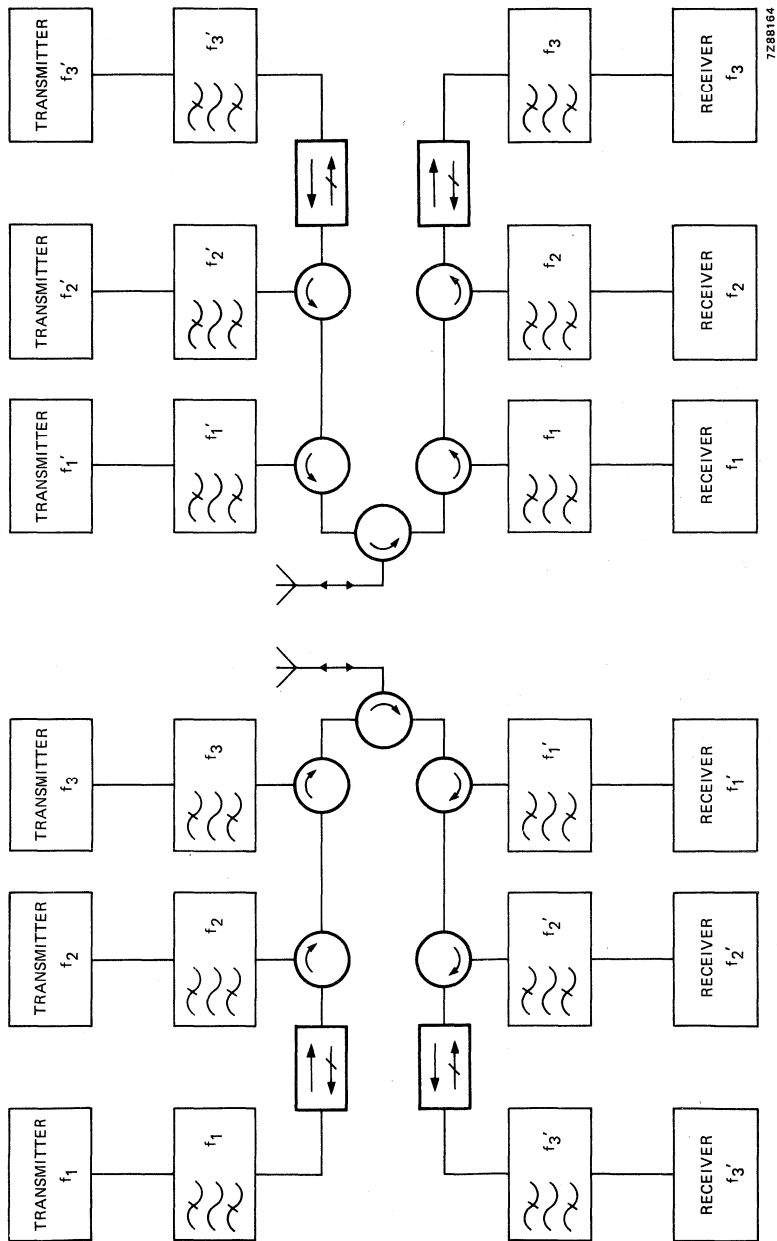 TRANSMITTER
f1
TRANSMITTER
f2
TRANSMITTER
f3
TRANSMITTER
f1'
TRANSMITTER
f2'
TRANSMITTER
f3'
f1
f2
f3
f1'
f2'
f3'
f3'
f2'
f1'
f1
f2
f3
RECEIVER
f3'
RECEIVER
f2'
RECEIVER
f1'
RECEIVER
f1
RECEIVER
f2
RECEIVER
f3
7Z88164